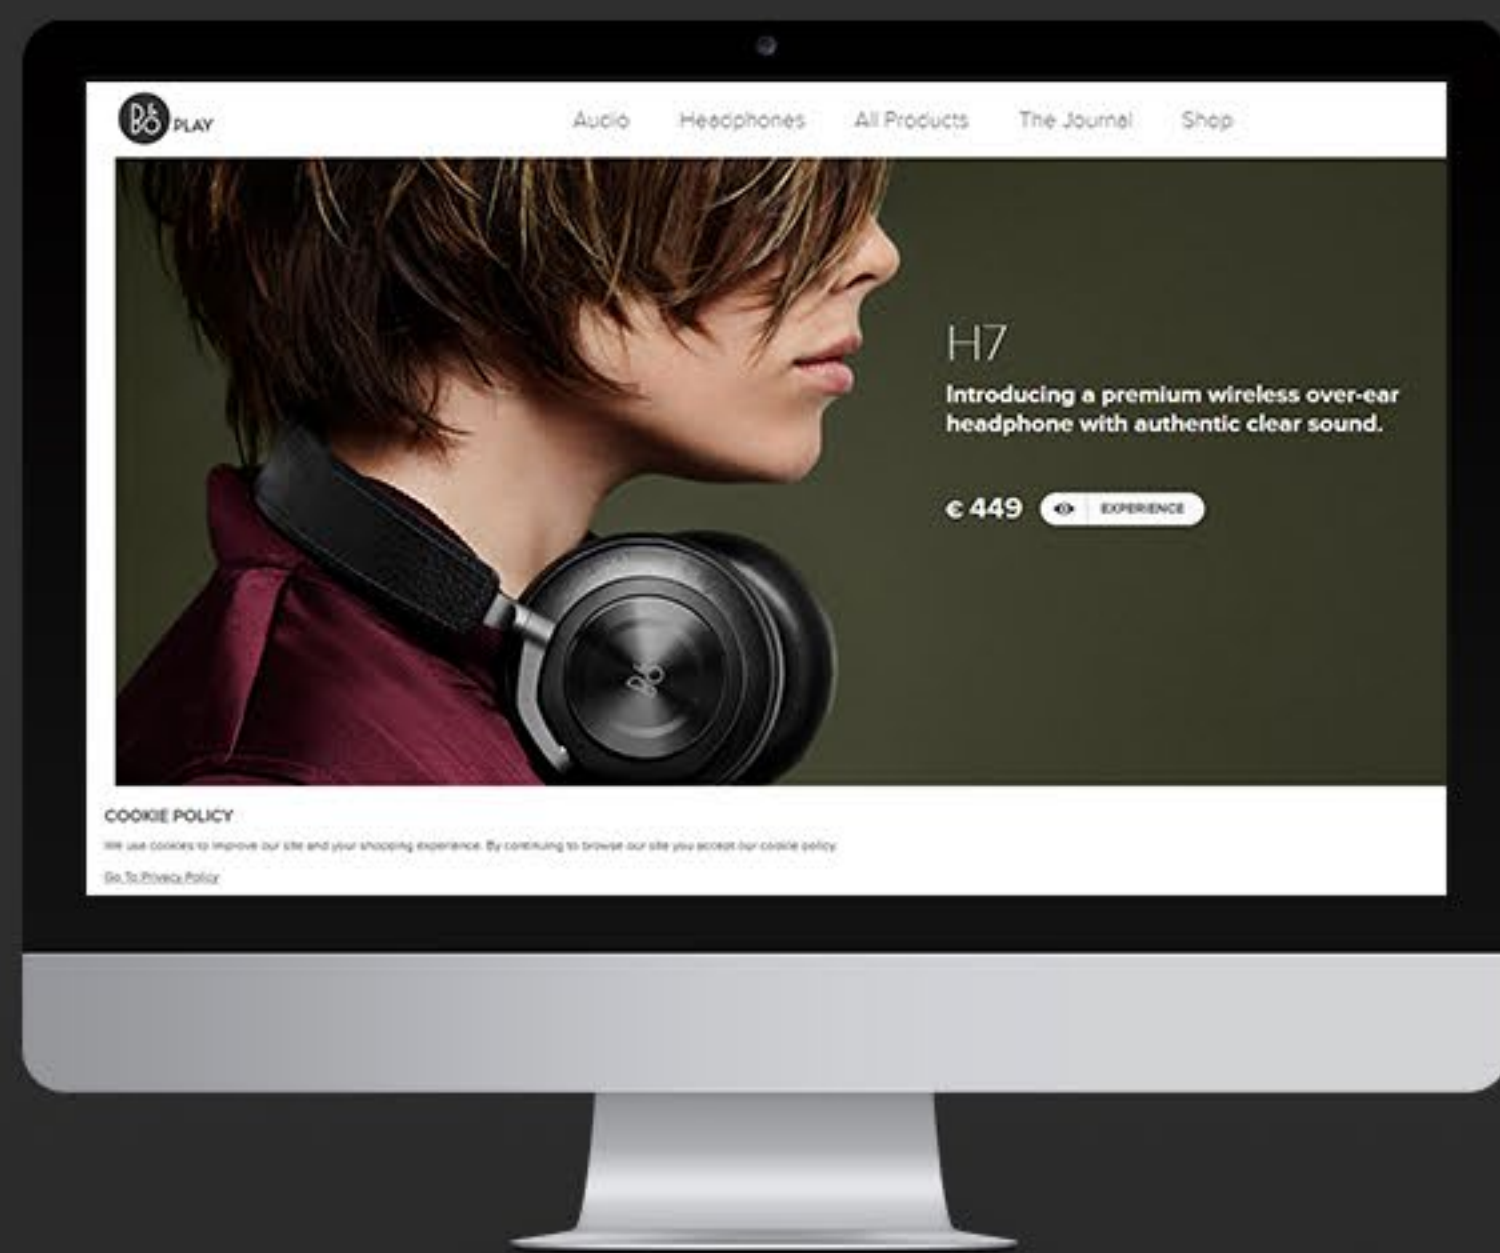 B&O PLAY
Audio Headphones All Products The Journal Shop
H7
Introducing a premium wireless over-ear
headphone with authentic clear sound.
€ 449 EXPERIENCE
B&O
COOKIE POLICY
We use cookies to improve our site and your shopping experience. By continuing to browse our site you accept our cookie policy
Go To Privacy Policy